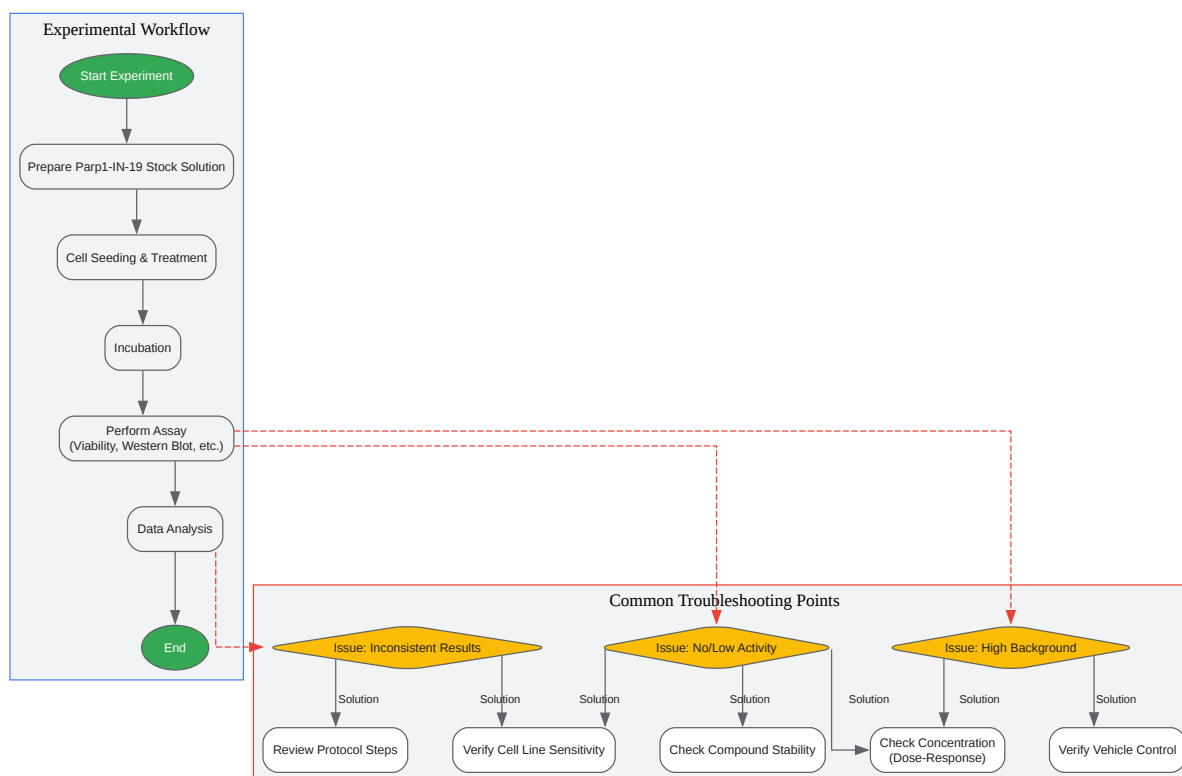 Experimental Workflow
Start Experiment
Prepare Parp1-IN-19 Stock Solution
Cell Seeding & Treatment
Incubation
Perform Assay
(Viability, Western Blot, etc.)
Data Analysis
End
Common Troubleshooting Points
Issue: Inconsistent Results
Issue: No/Low Activity
Issue: High Background
Solution
Solution
Solution
Solution
Solution
Solution
Solution
Review Protocol Steps
Verify Cell Line Sensitivity
Check Compound Stability
Check Concentration
(Dose-Response)
Verify Vehicle Control